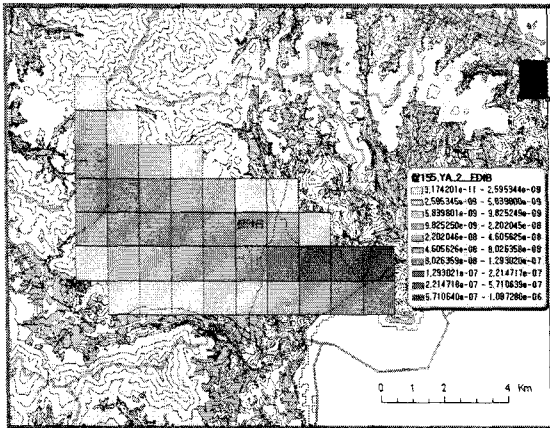 155.YA_2_EDIB
3.174201e-11 - 2.595344e-09
2.595345e-09 - 5.839800e-09
5.839801e-09 - 9.825249e-09
9.825250e-09 - 2.202045e-08
2.202046e-08 - 4.605625e-08
4.605626e-08 - 8.026358e-08
8.026359e-08 - 1.293020e-07
1.293021e-07 - 2.214717e-07
2.214718e-07 - 5.710639e-07
5.710640e-07 - 1.087280e-06
0 2 4 Km